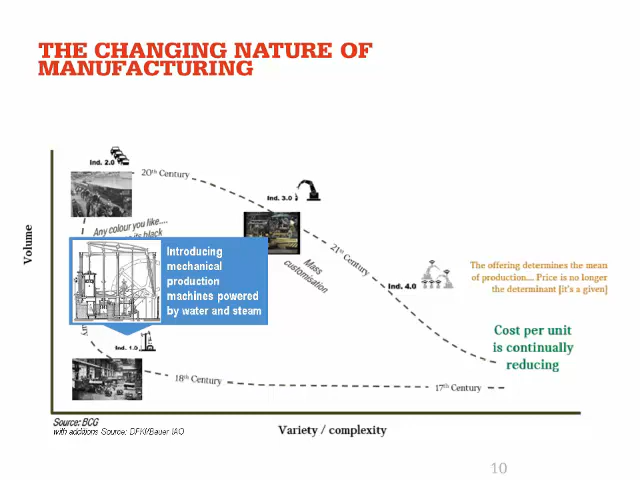 THE CHANGING NATURE OF
MANUFACTURING
Ind. 2.0
20th Century
Ind. 3.0
Any colour you like....
its black
Volume
Introducing
mechanical
production
machines powered
by water and steam
21st Century
Mass
customisation
Ind. 4.0
The offering determines the mean
of production.... Price is no longer
the determinant {it's a given}
Cost per unit
is continually
reducing
Ind. 1.0
18th Century
17th Century
Source: BCG
with additions Source: DFKI/Bauer IAO
Variety / complexity
10